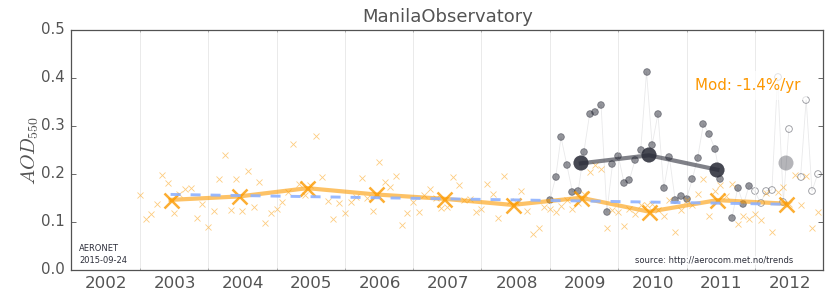 ManilaObservatory
0.5
0.4
0.3
0.2
0.1
0.0
AOD550
Mod: -1.4%/yr
AERONET
2015-09-24
source: http://aerocom.met.no/trends
2002 2003 2004 2005 2006 2007 2008 2009 2010 2011 2012